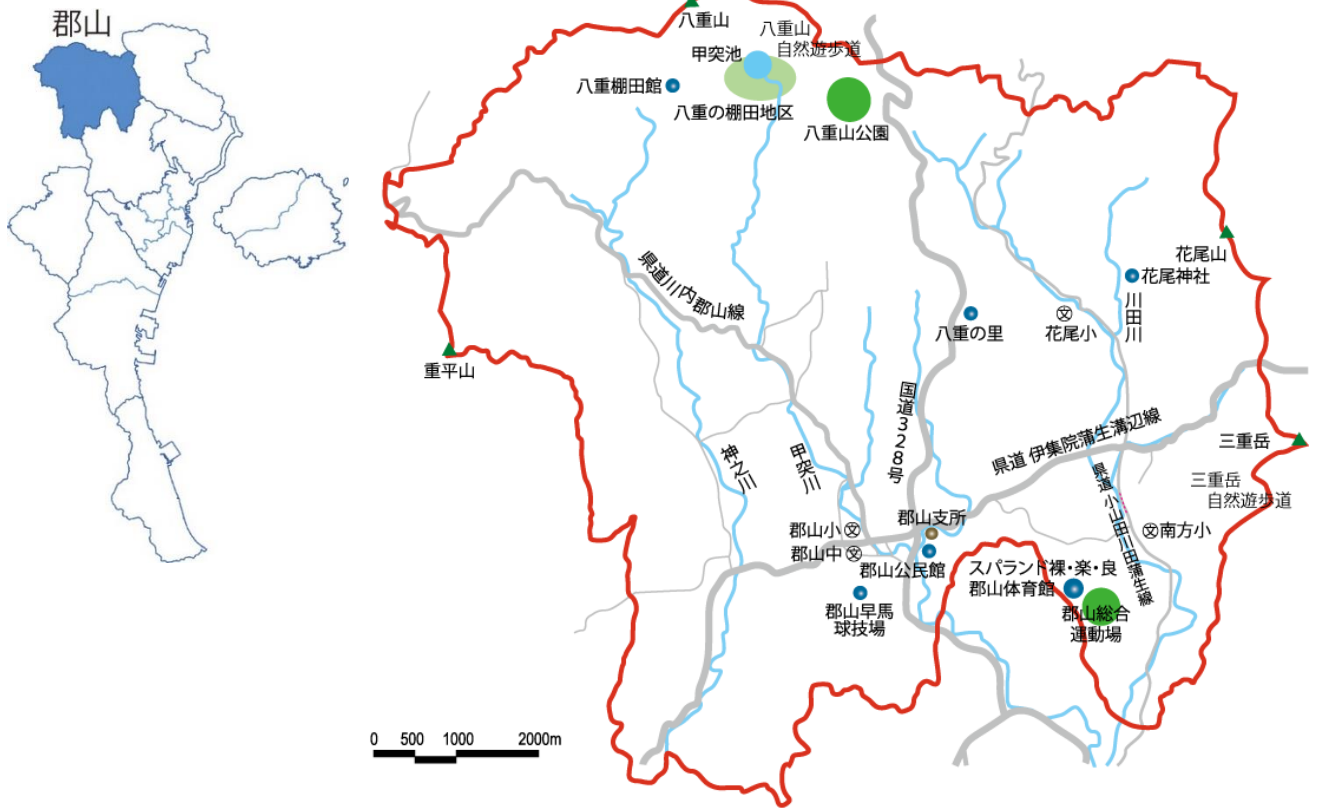 郡山
八重山
八重山
自然遊歩道
甲突池
八重棚田館
八重の棚田地区
八重山公園
花尾山
花尾神社
川田川
県道川内郡山線
八重の里
花尾小
重平山
国道328号
県道 伊集院蒲生溝辺線
三重岳
三重岳
自然遊歩道
神之川
甲突川
県道 小山田川田蒲生線
郡山支所
郡山小
文
郡山中
文
文
文
南方小
郡山公民館
スパランド裸・楽・良
郡山体育館
郡山早馬
球技場
郡山総合
運動場
0 500 1000 2000m